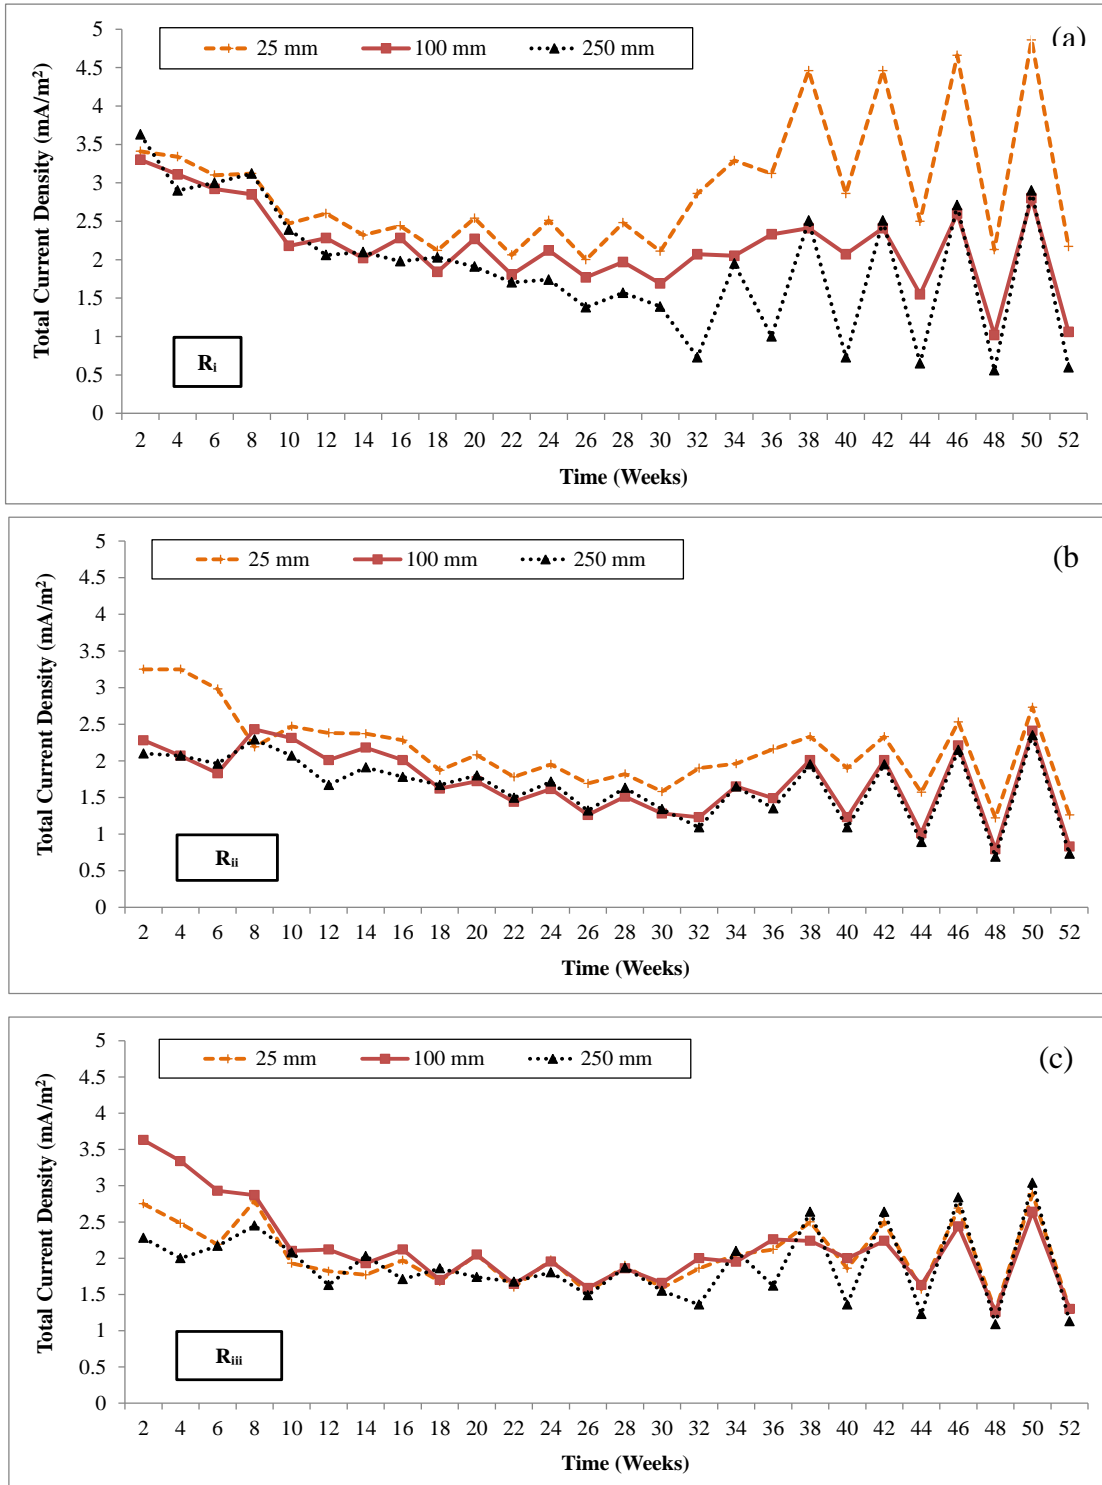 (a)
25 mm 100 mm 250 mm
Total Current Density (mA/m²)
5
4.5
4
3.5
3
2.5
2
1.5
1
0.5
0
Rᵢ
2 4 6 8 10 12 14 16 18 20 22 24 26 28 30 32 34 36 38 40 42 44 46 48 50 52
Time (Weeks)
(b
25 mm 100 mm 250 mm
Total Current Density (mA/m²)
5
4.5
4
3.5
3
2.5
2
1.5
1
0.5
0
Rᵢᵢ
2 4 6 8 10 12 14 16 18 20 22 24 26 28 30 32 34 36 38 40 42 44 46 48 50 52
Time (Weeks)
(c)
25 mm 100 mm 250 mm
Total Current Density (mA/m²)
5
4.5
4
3.5
3
2.5
2
1.5
1
0.5
0
Rᵢᵢᵢ
2 4 6 8 10 12 14 16 18 20 22 24 26 28 30 32 34 36 38 40 42 44 46 48 50 52
Time (Weeks)